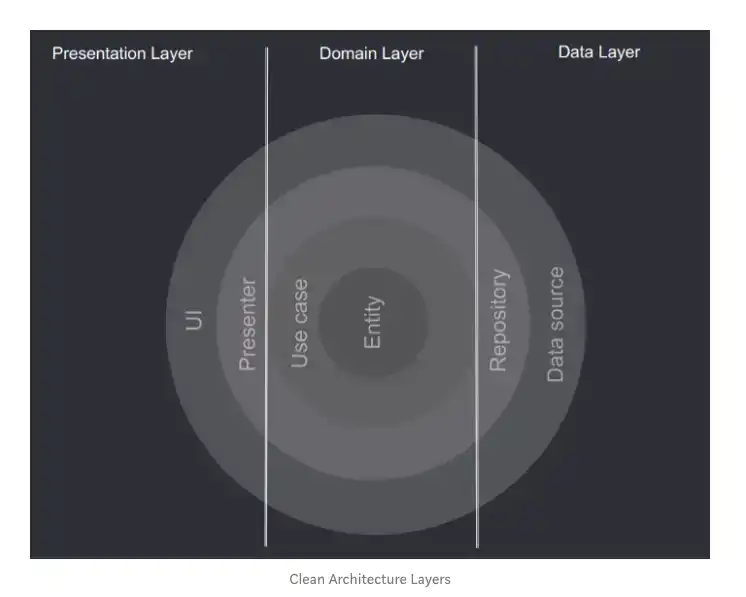 Presentation Layer
Domain Layer
Data Layer
UI
Presenter
Use case
Entity
Repository
Data source
Clean Architecture Layers